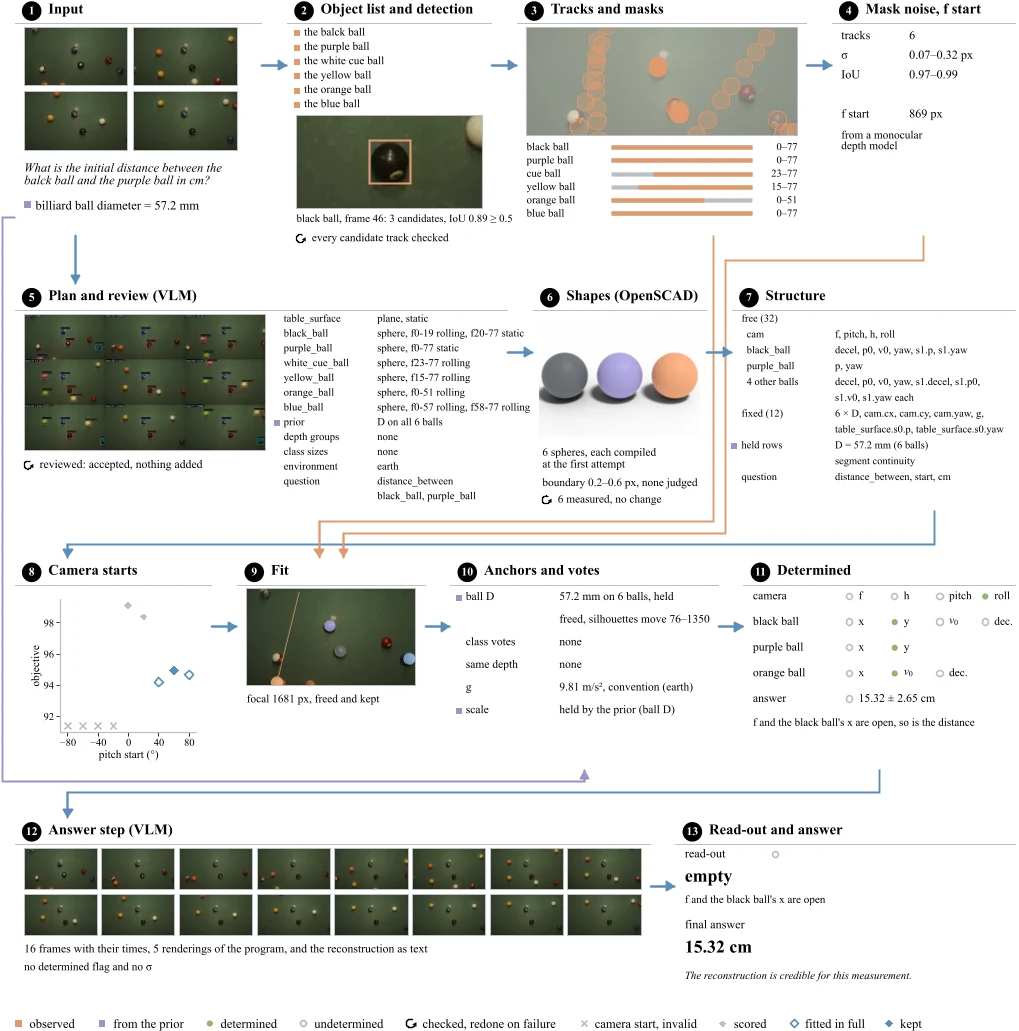 1 Input
What is the initial distance between the
balck ball and the purple ball in cm?
billiard ball diameter = 57.2 mm
2 Object list and detection
the balck ball
the purple ball
the white cue ball
the yellow ball
the orange ball
the blue ball
black ball, frame 46: 3 candidates, IoU 0.89 ≥ 0.5
every candidate track checked
3 Tracks and masks
black ball 0–77
purple ball 0–77
cue ball 23–77
yellow ball 15–77
orange ball 0–51
blue ball 0–77
4 Mask noise, f start
tracks 6
σ 0.07–0.32 px
IoU 0.97–0.99
f start 869 px
from a monocular
depth model
5 Plan and review (VLM)
reviewed: accepted, nothing added
table_surface plane, static
black_ball sphere, f0-19 rolling, f20-77 static
purple_ball sphere, f0-77 static
white_cue_ball sphere, f23-77 rolling
yellow_ball sphere, f15-77 rolling
orange_ball sphere, f0-51 rolling
blue_ball sphere, f0-57 rolling, f58-77 rolling
prior D on all 6 balls
depth groups none
class sizes none
environment earth
question distance_between
black_ball, purple_ball
6 Shapes (OpenSCAD)
6 spheres, each compiled
at the first attempt
boundary 0.2–0.6 px, none judged
6 measured, no change
7 Structure
free (32)
cam f, pitch, h, roll
black_ball decel, p0, v0, yaw, s1.p, s1.yaw
purple_ball p, yaw
4 other balls decel, p0, v0, yaw, s1.decel, s1.p0,
s1.v0, s1.yaw each
fixed (12) 6 × D, cam.cx, cam.cy, cam.yaw, g,
table_surface.s0.p, table_surface.s0.yaw
held rows D = 57.2 mm (6 balls)
segment continuity
question distance_between, start, cm
8 Camera starts
objective
98
96
94
92
−80 −40 0 40 80
pitch start (°)
9 Fit
focal 1681 px, freed and kept
10 Anchors and votes
ball D 57.2 mm on 6 balls, held
freed, silhouettes move 76–1350
class votes none
same depth none
g 9.81 m/s², convention (earth)
scale held by the prior (ball D)
11 Determined
camera f h pitch roll
black ball x y v0 dec.
purple ball x y
orange ball x v0 dec.
answer 15.32 ± 2.65 cm
f and the black ball's x are open, so is the distance
12 Answer step (VLM)
16 frames with their times, 5 renderings of the program, and the reconstruction as text
no determined flag and no σ
13 Read-out and answer
read-out
empty
f and the black ball's x are open
final answer
15.32 cm
The reconstruction is credible for this measurement.
observed from the prior determined undetermined checked, redone on failure camera start, invalid scored fitted in full kept